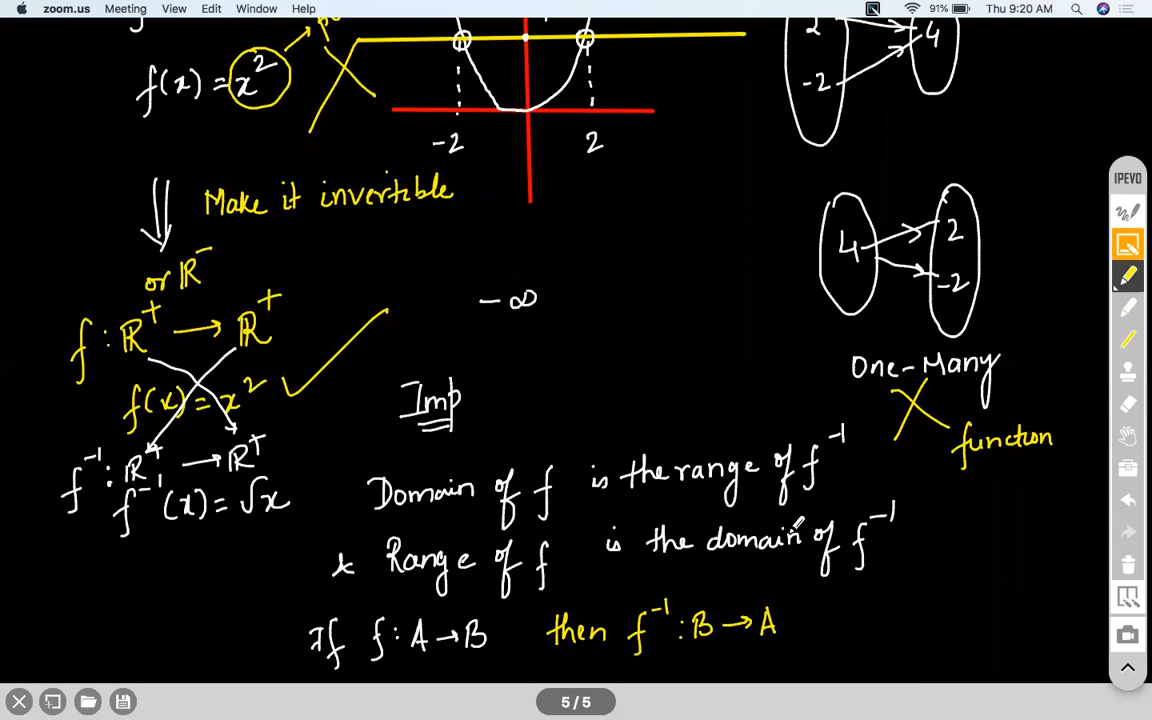 zoom.us Meeting View Edit Window Help 91% Thu 9:20 AM
f(x) = x²
2
-2
4
-2 2
Make it invertible
or ℝ⁻
f : ℝ⁺ → ℝ⁺
f(x) = x²
f⁻¹ : ℝ⁺ → ℝ⁺
f⁻¹(x) = √x
-∞
4
2
-2
One-Many
function
Imp
Domain of f is the range of f⁻¹
& Range of f is the domain of f⁻¹
If f : A → B then f⁻¹ : B → A
IPEVO
5 / 5